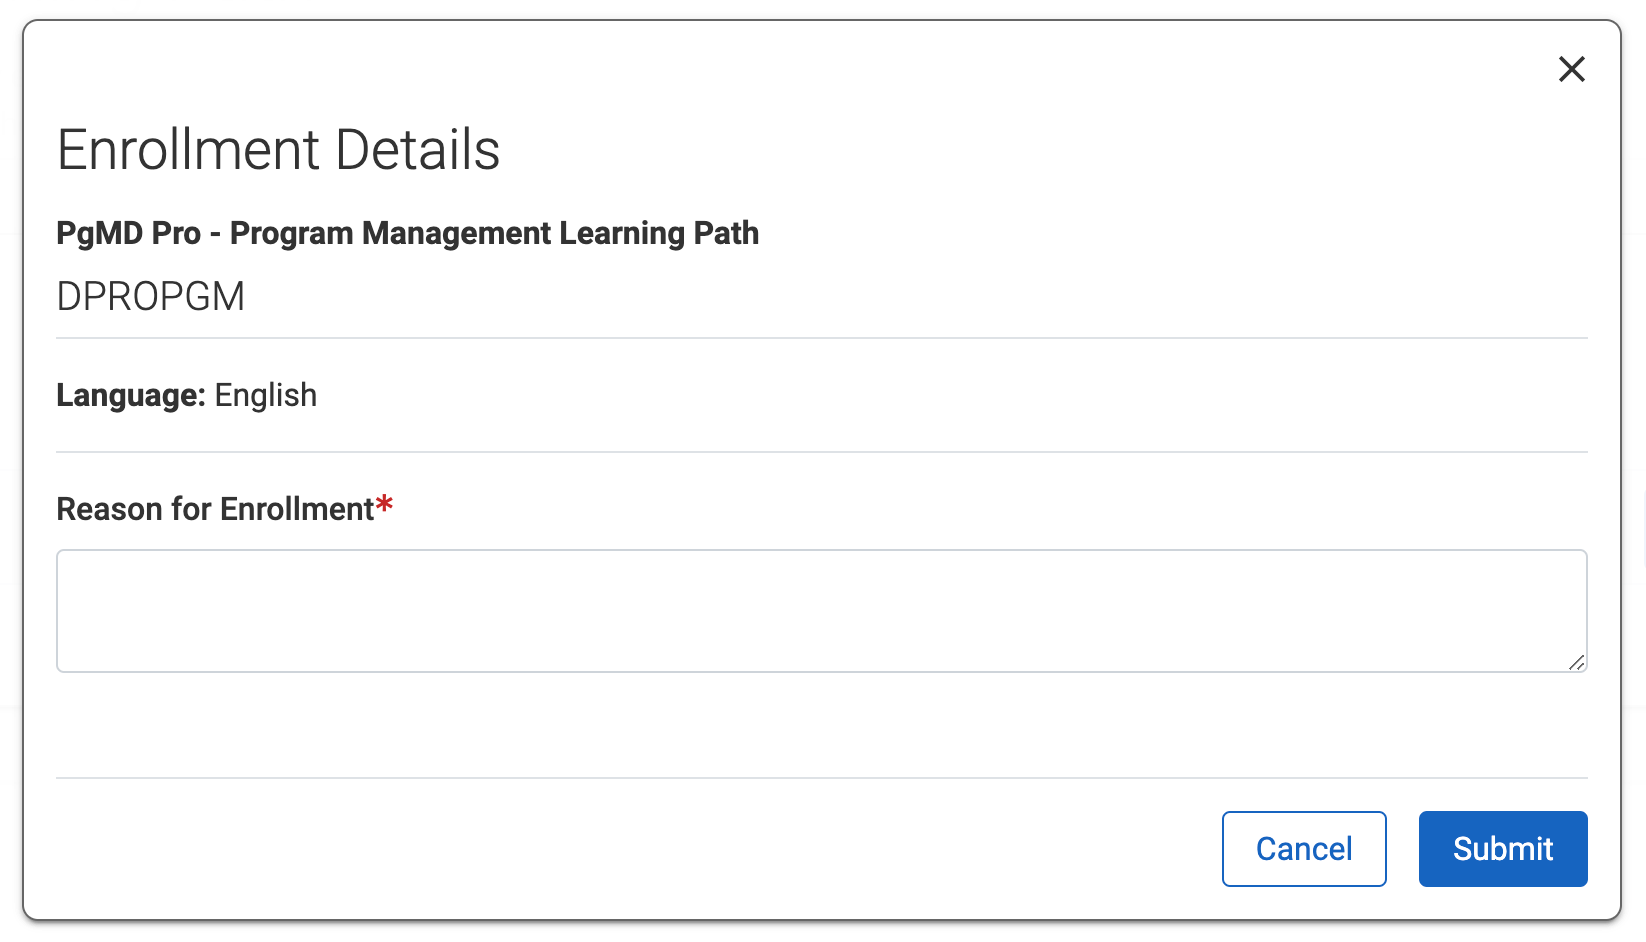 Enrollment Details
PgMD Pro - Program Management Learning Path
DPROPGM
Language: English
Reason for Enrollment*
Cancel
Submit